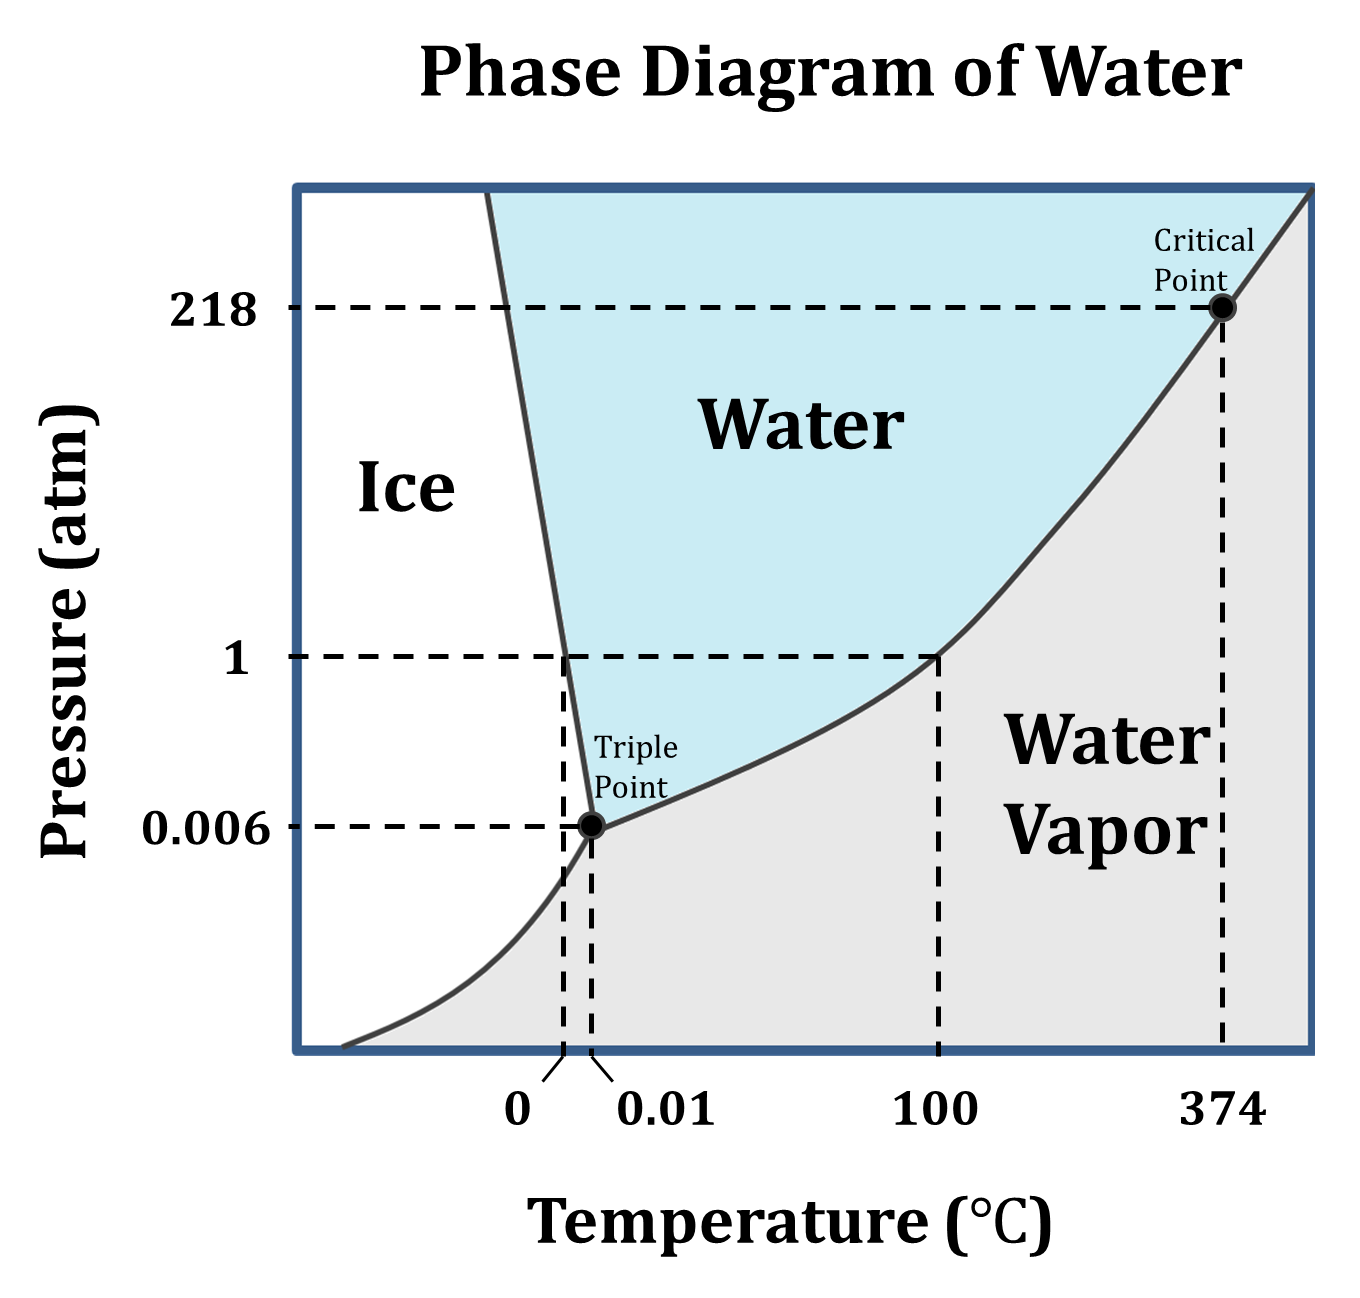 Phase Diagram of Water
Critical
Point
218
Water
Ice
Pressure (atm)
1
Triple
Point
Water
Vapor
0.006
0
0.01
100
374
Temperature (℃)